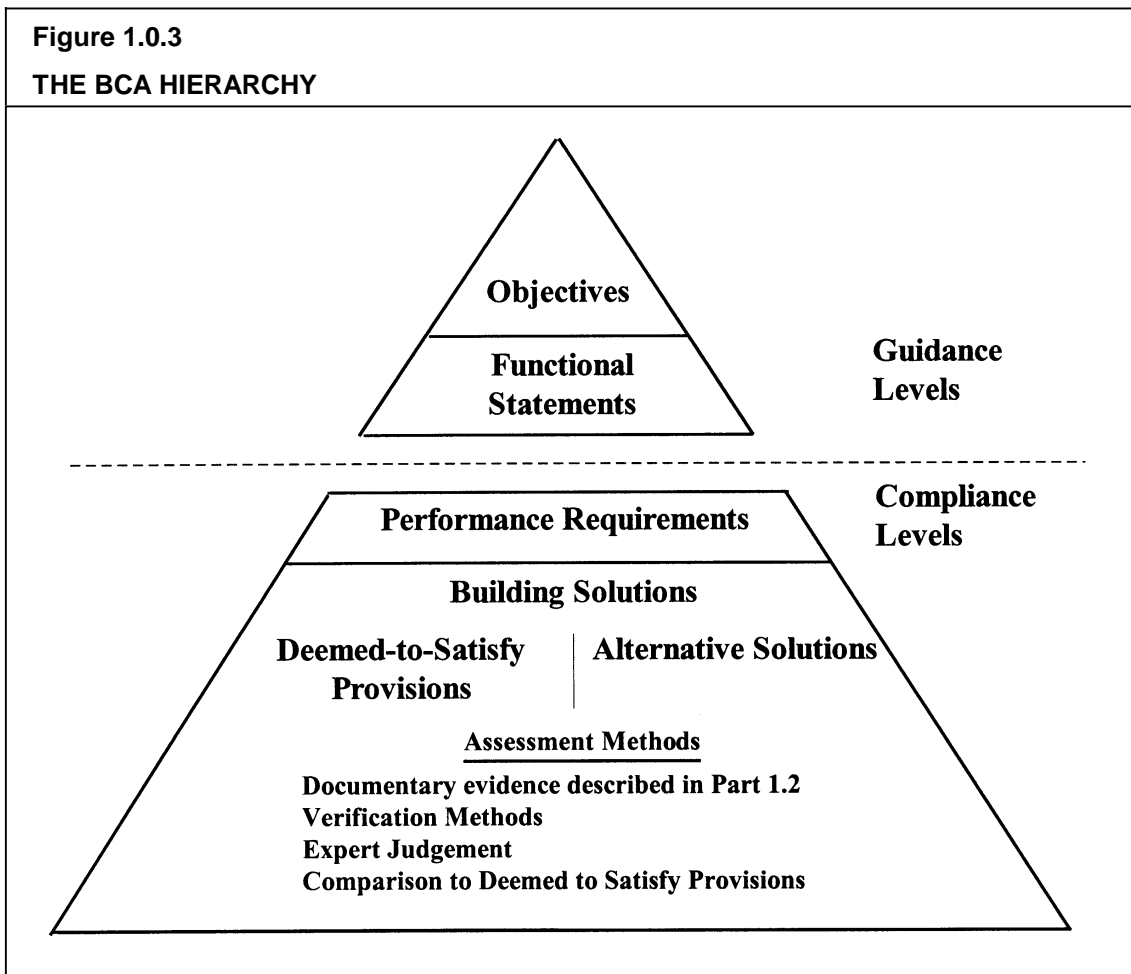 Figure 1.0.3
THE BCA HIERARCHY
Objectives
Functional
Statements
Guidance
Levels
Compliance
Levels
Performance Requirements
Building Solutions
Deemed-to-Satisfy
Provisions
Alternative Solutions
Assessment Methods
Documentary evidence described in Part 1.2
Verification Methods
Expert Judgement
Comparison to Deemed to Satisfy Provisions